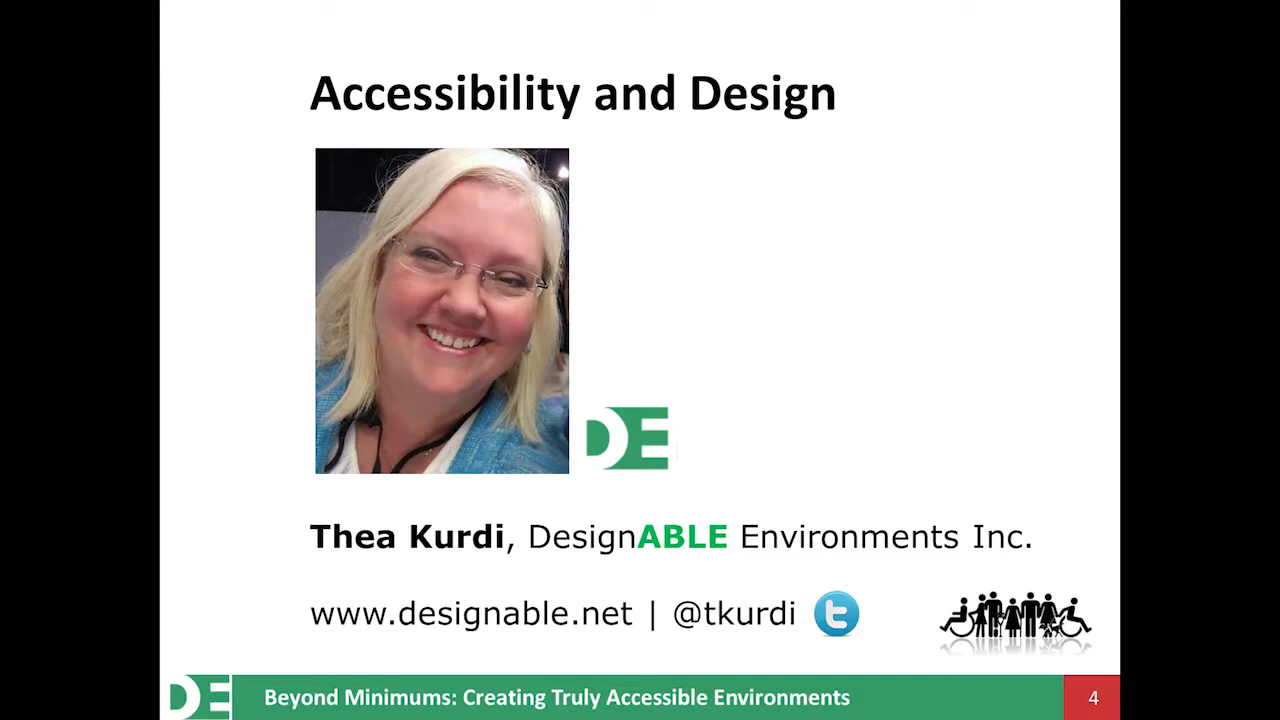 Accessibility and Design
DE
Thea Kurdi, DesignABLE Environments Inc.
www.designable.net | @tkurdi
DE
Beyond Minimums: Creating Truly Accessible Environments
4